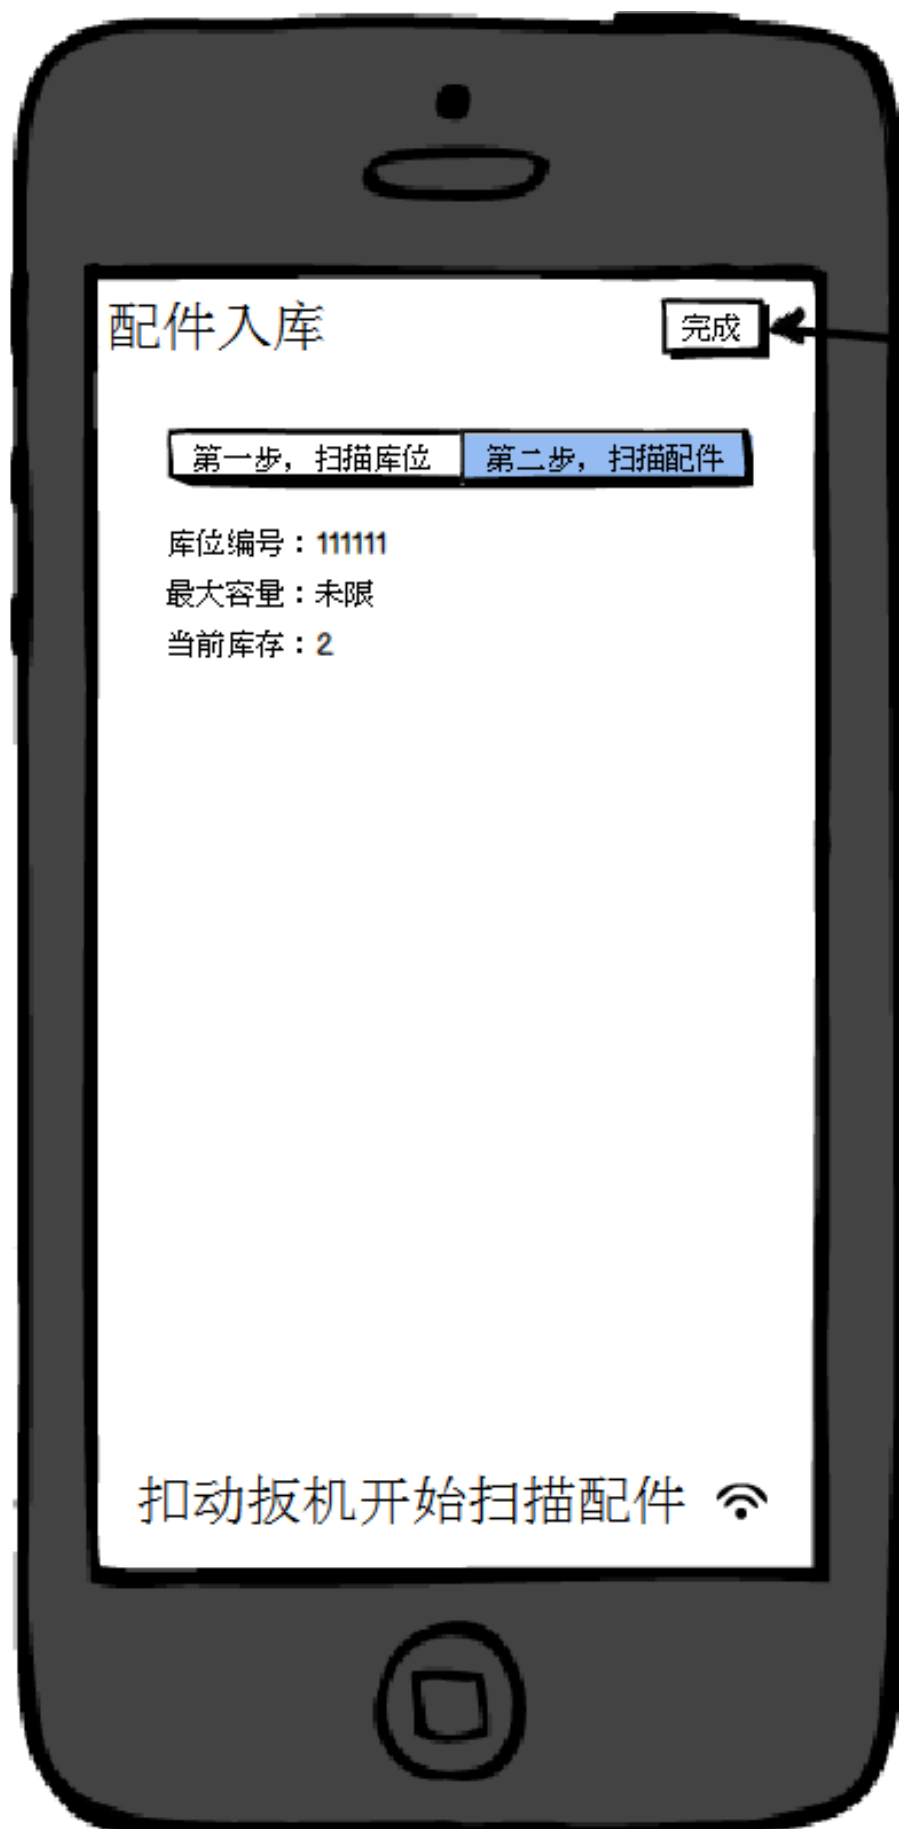 配件入库 完成
第一步，扫描库位 第二步，扫描配件
库位编号：111111
最大容量：未限
当前库存：2
扣动扳机开始扫描配件